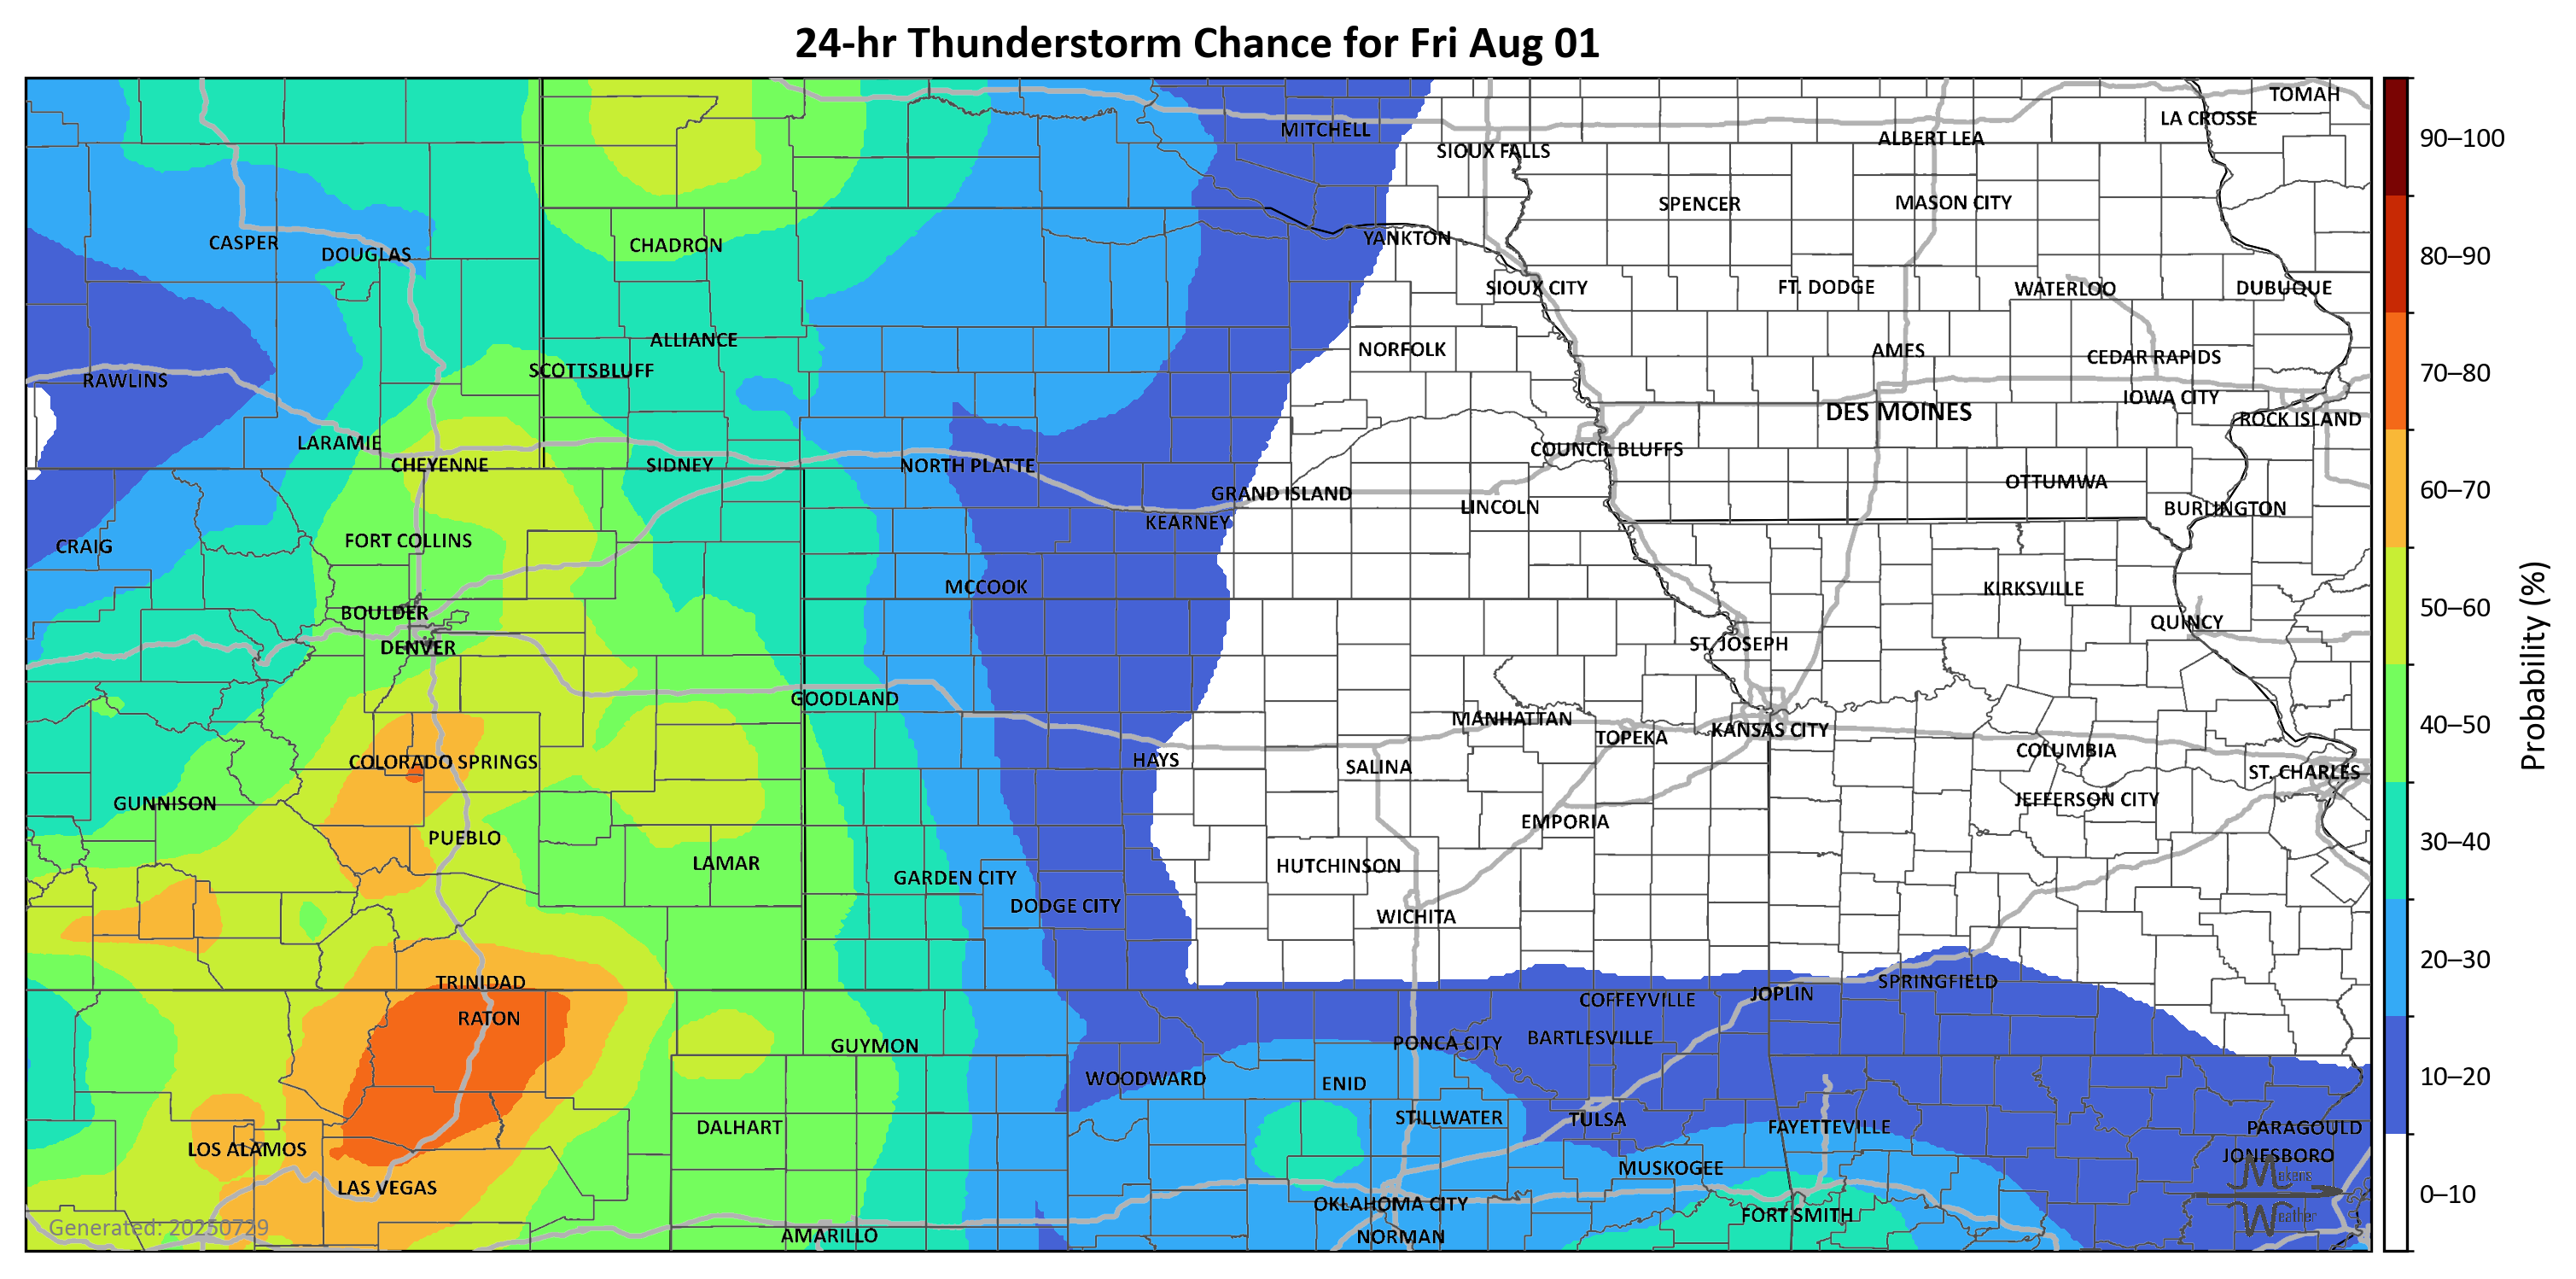 24-hr Thunderstorm Chance for Fri Aug 01
TOMAH
LA CROSSE
MITCHELL
ALBERT LEA
90–100
SIOUX FALLS
SPENCER
MASON CITY
CASPER
DOUGLAS
CHADRON
YANKTON
80–90
SIOUX CITY
FT. DODGE
WATERLOO
DUBUQUE
ALLIANCE
NORFOLK
AMES
CEDAR RAPIDS
RAWLINS
SCOTTSBLUFF
70–80
IOWA CITY
DES MOINES
ROCK ISLAND
LARAMIE
COUNCIL BLUFFS
CHEYENNE
SIDNEY
NORTH PLATTE
OTTUMWA
GRAND ISLAND
60–70
LINCOLN
BURLINGTON
KEARNEY
CRAIG
FORT COLLINS
MCCOOK
KIRKSVILLE
BOULDER
50–60
QUINCY
DENVER
ST. JOSEPH
Probability (%)
GOODLAND
MANHATTAN
TOPEKA
KANSAS CITY
40–50
COLUMBIA
COLORADO SPRINGS
HAYS
SALINA
ST. CHARLES
GUNNISON
JEFFERSON CITY
EMPORIA
PUEBLO
30–40
LAMAR
HUTCHINSON
GARDEN CITY
DODGE CITY
WICHITA
20–30
TRINIDAD
SPRINGFIELD
JOPLIN
COFFEYVILLE
RATON
GUYMON
PONCA CITY
BARTLESVILLE
WOODWARD
ENID
10–20
STILLWATER
TULSA
DALHART
FAYETTEVILLE
PARAGOULD
LOS ALAMOS
JONESBORO
MUSKOGEE
Makens
LAS VEGAS
OKLAHOMA CITY
0–10
FORT SMITH
Weather
Generated: 20250729
AMARILLO
NORMAN